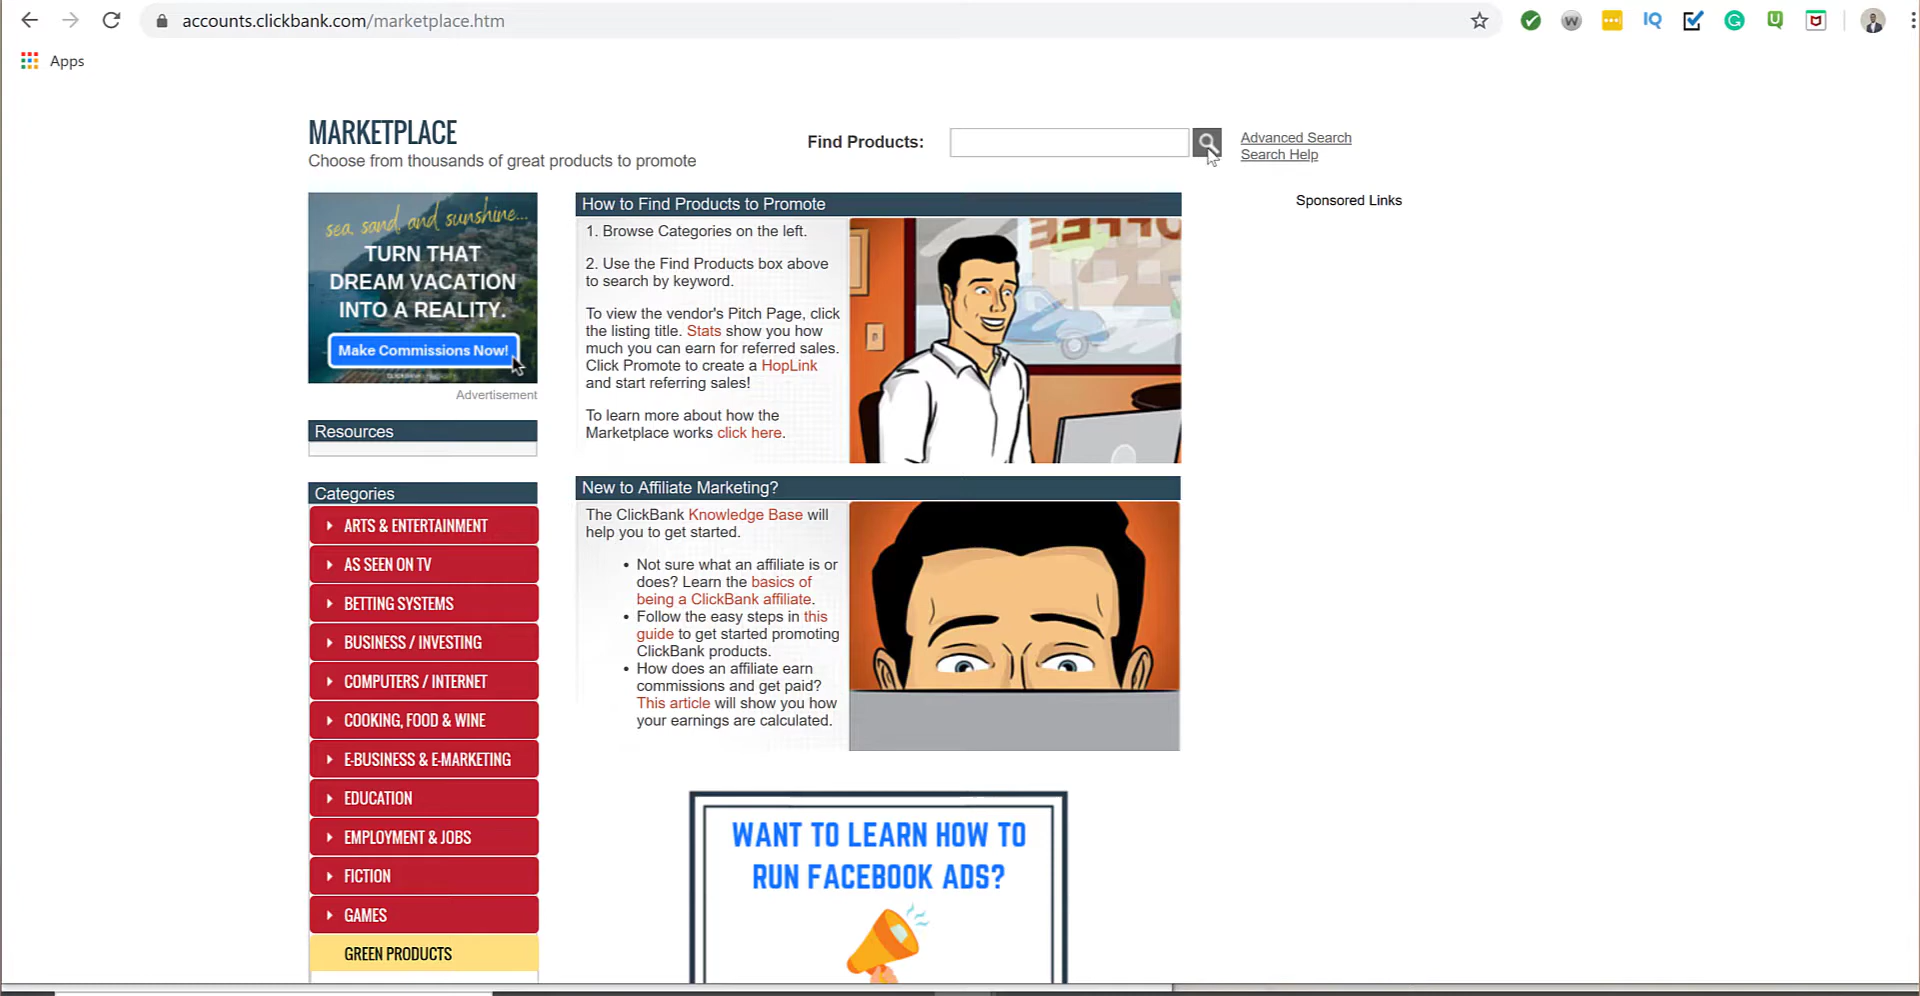 accounts.clickbank.com/marketplace.htm
Apps
MARKETPLACE
Choose from thousands of great products to promote
Find Products:
Advanced Search
Search Help
sea, sand, and sunshine...
TURN THAT
DREAM VACATION
INTO A REALITY.
Make Commissions Now!
Advertisement
Resources
Categories
ARTS & ENTERTAINMENT
AS SEEN ON TV
BETTING SYSTEMS
BUSINESS / INVESTING
COMPUTERS / INTERNET
COOKING, FOOD & WINE
E-BUSINESS & E-MARKETING
EDUCATION
EMPLOYMENT & JOBS
FICTION
GAMES
GREEN PRODUCTS
How to Find Products to Promote
1. Browse Categories on the left.
2. Use the Find Products box above
to search by keyword.
To view the vendor's Pitch Page, click
the listing title. Stats show you how
much you can earn for referred sales.
Click Promote to create a HopLink
and start referring sales!
To learn more about how the
Marketplace works click here.
New to Affiliate Marketing?
The ClickBank Knowledge Base will
help you to get started.
• Not sure what an affiliate is or
does? Learn the basics of
being a ClickBank affiliate.
• Follow the easy steps in this
guide to get started promoting
ClickBank products.
• How does an affiliate earn
commissions and get paid?
This article will show you how
your earnings are calculated.
WANT TO LEARN HOW TO
RUN FACEBOOK ADS?
Sponsored Links